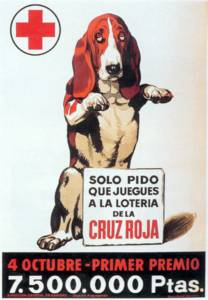 SOLO PIDO
QUE JUEGUES
A LA LOTERIA
DE LA
CRUZ ROJA
4 OCTUBRE - PRIMER PREMIO
7.500.000 Ptas.